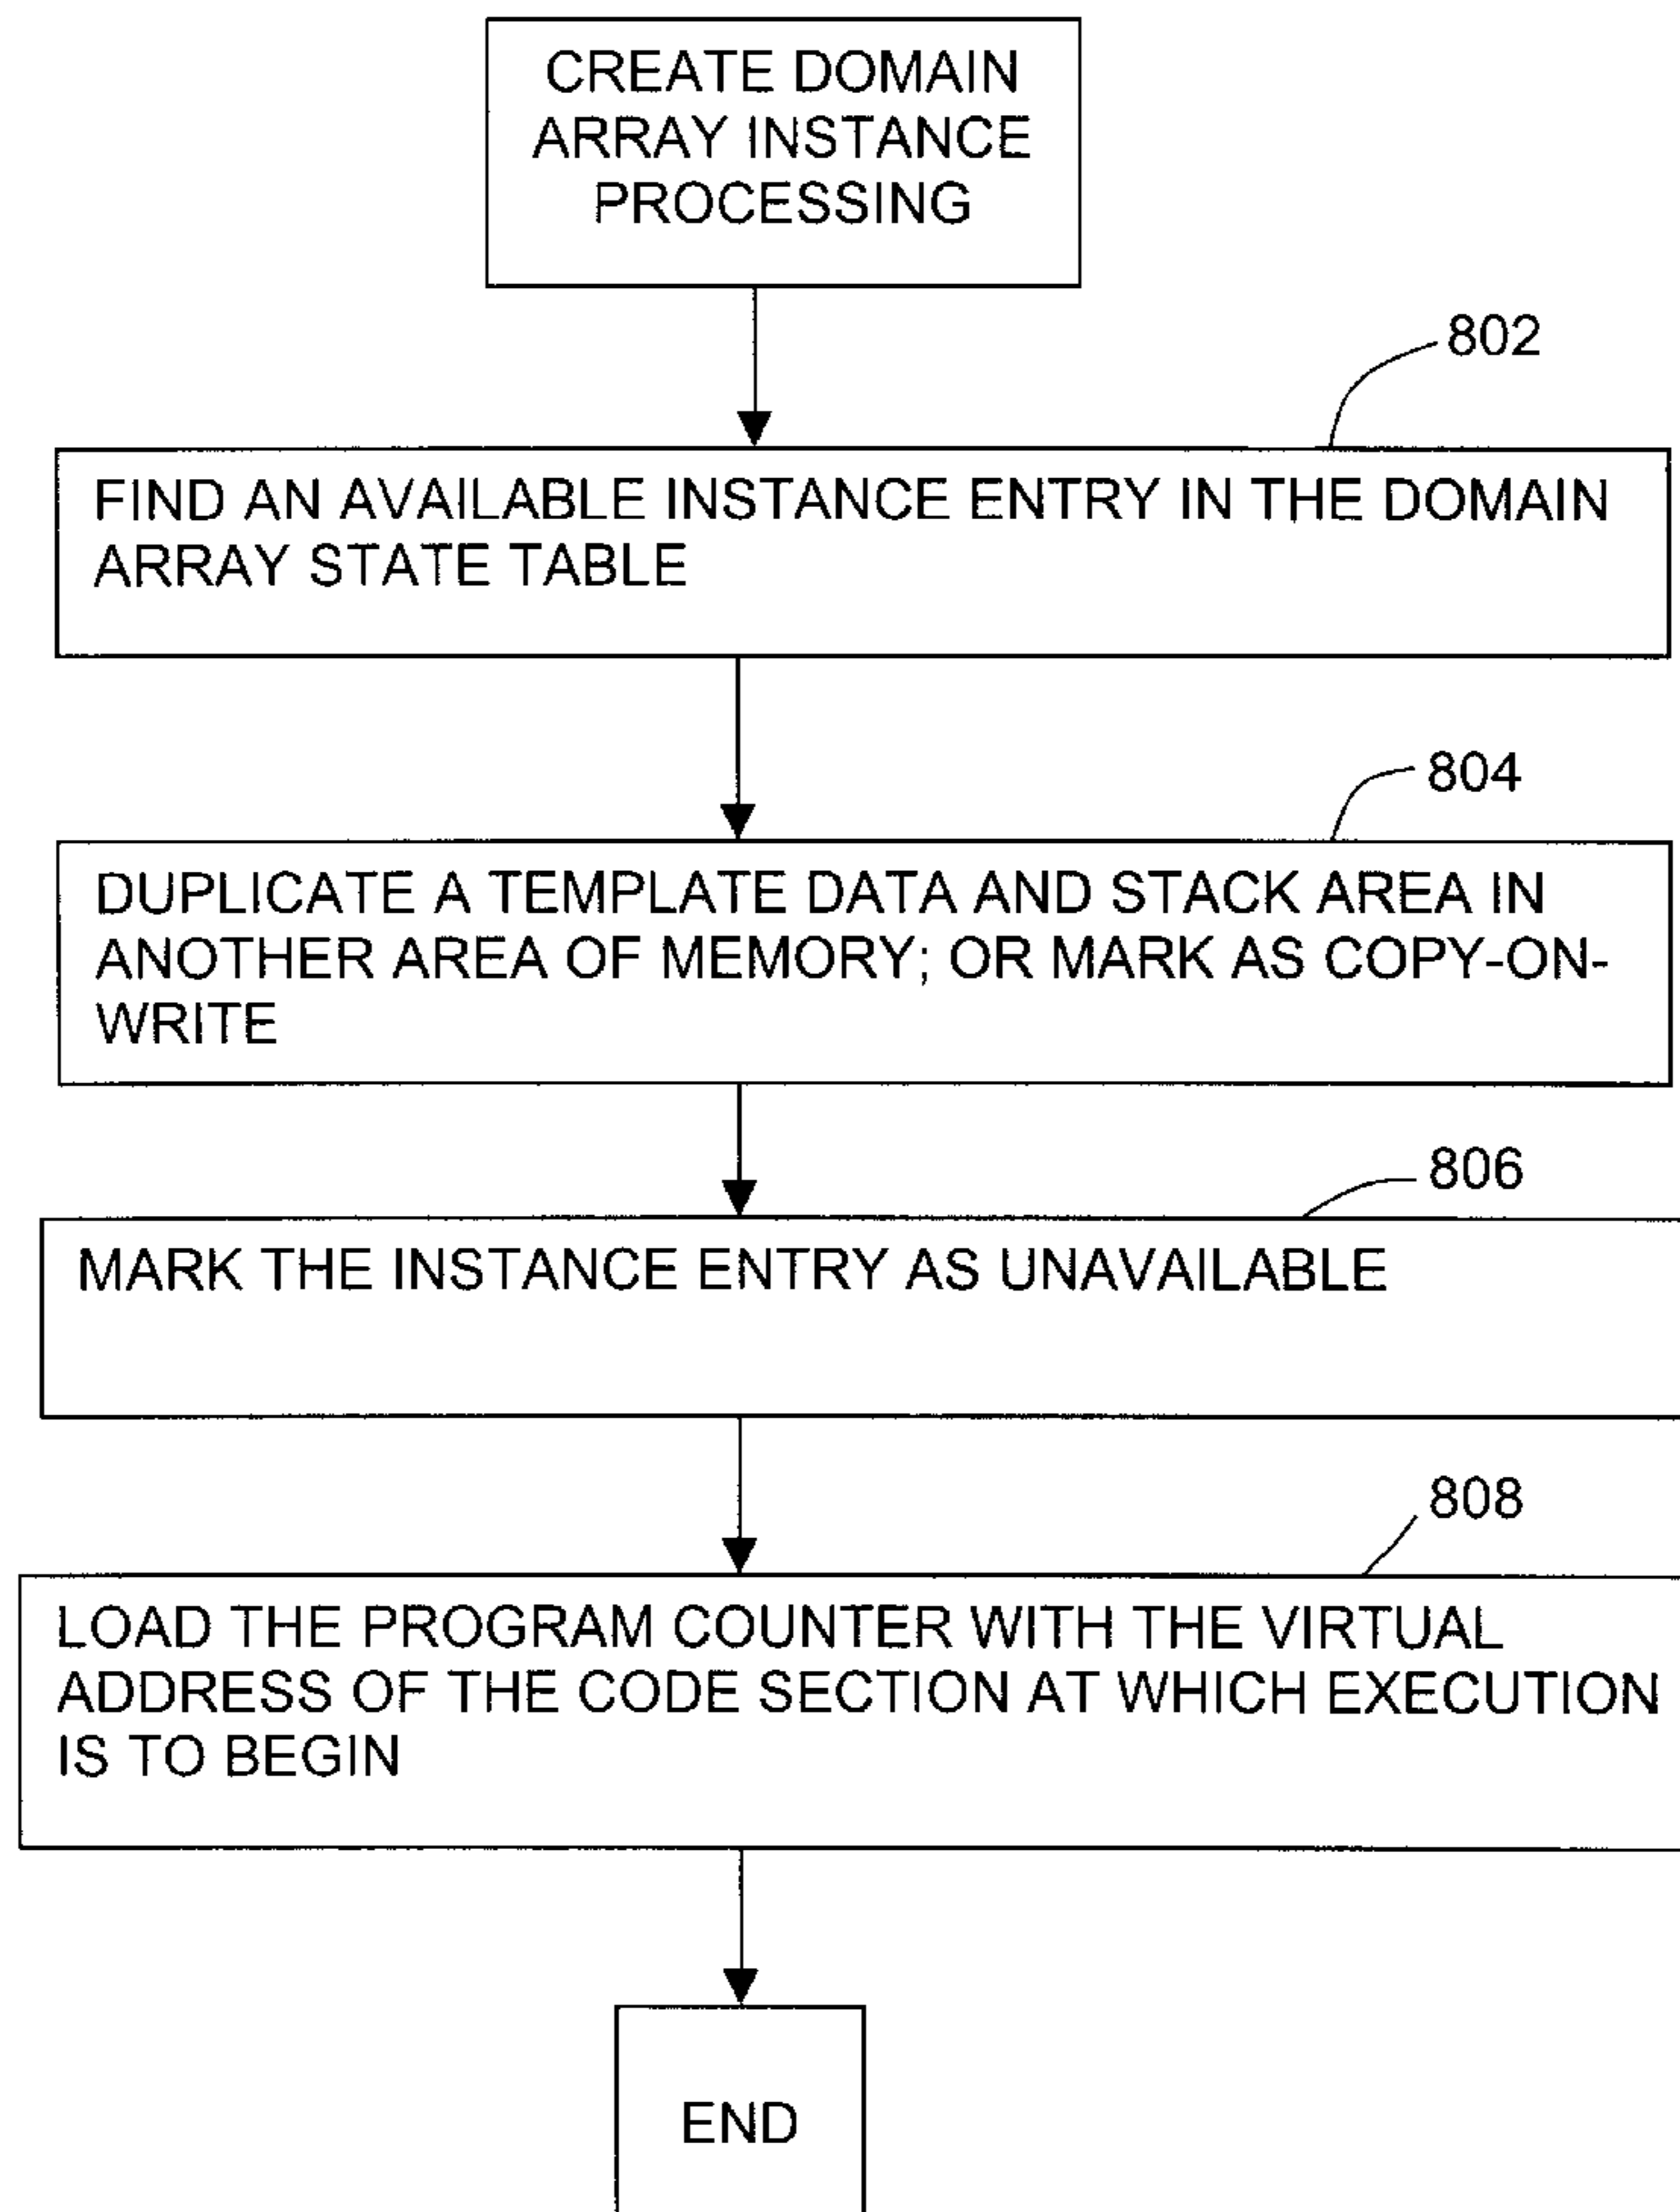 CREATE DOMAIN
ARRAY INSTANCE
PROCESSING
802
FIND AN AVAILABLE INSTANCE ENTRY IN THE DOMAIN
ARRAY STATE TABLE
804
DUPLICATE A TEMPLATE DATA AND STACK AREA IN
ANOTHER AREA OF MEMORY; OR MARK AS COPY-ON-
WRITE
806
MARK THE INSTANCE ENTRY AS UNAVAILABLE
808
LOAD THE PROGRAM COUNTER WITH THE VIRTUAL
ADDRESS OF THE CODE SECTION AT WHICH EXECUTION
IS TO BEGIN
END